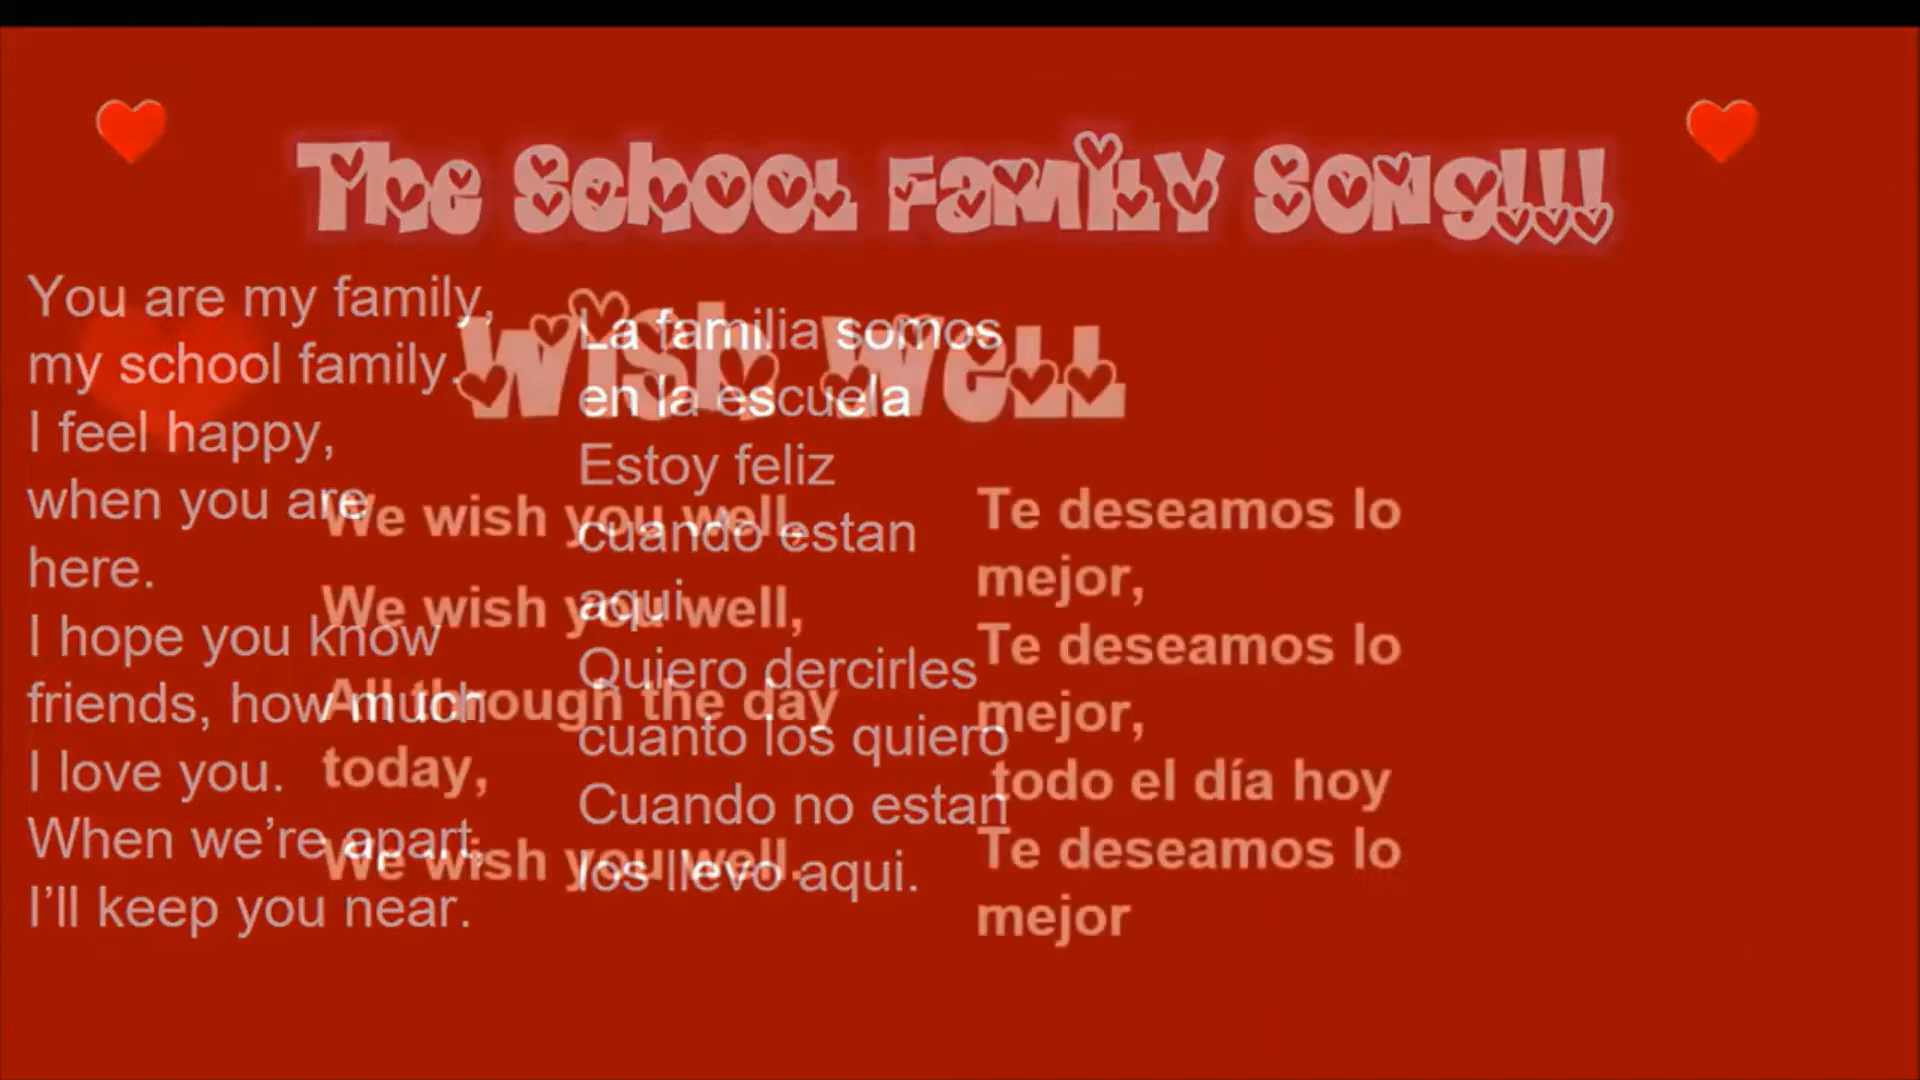 The School Family Song!!!
You are my family,
my school family.
I feel happy,
when you are
here.
I hope you know
friends, how much
I love you.
When we’re apart,
I’ll keep you near.
La familia somos
en la escuela
Estoy feliz
cuando estan
aqui
Quiero dercirles
cuanto los quiero
Cuando no estan
los llevo aqui.
Wish Well
We wish you well,
We wish you well,
All through the day
today,
We wish you well.
Te deseamos lo
mejor,
Te deseamos lo
mejor,
todo el día hoy
Te deseamos lo
mejor